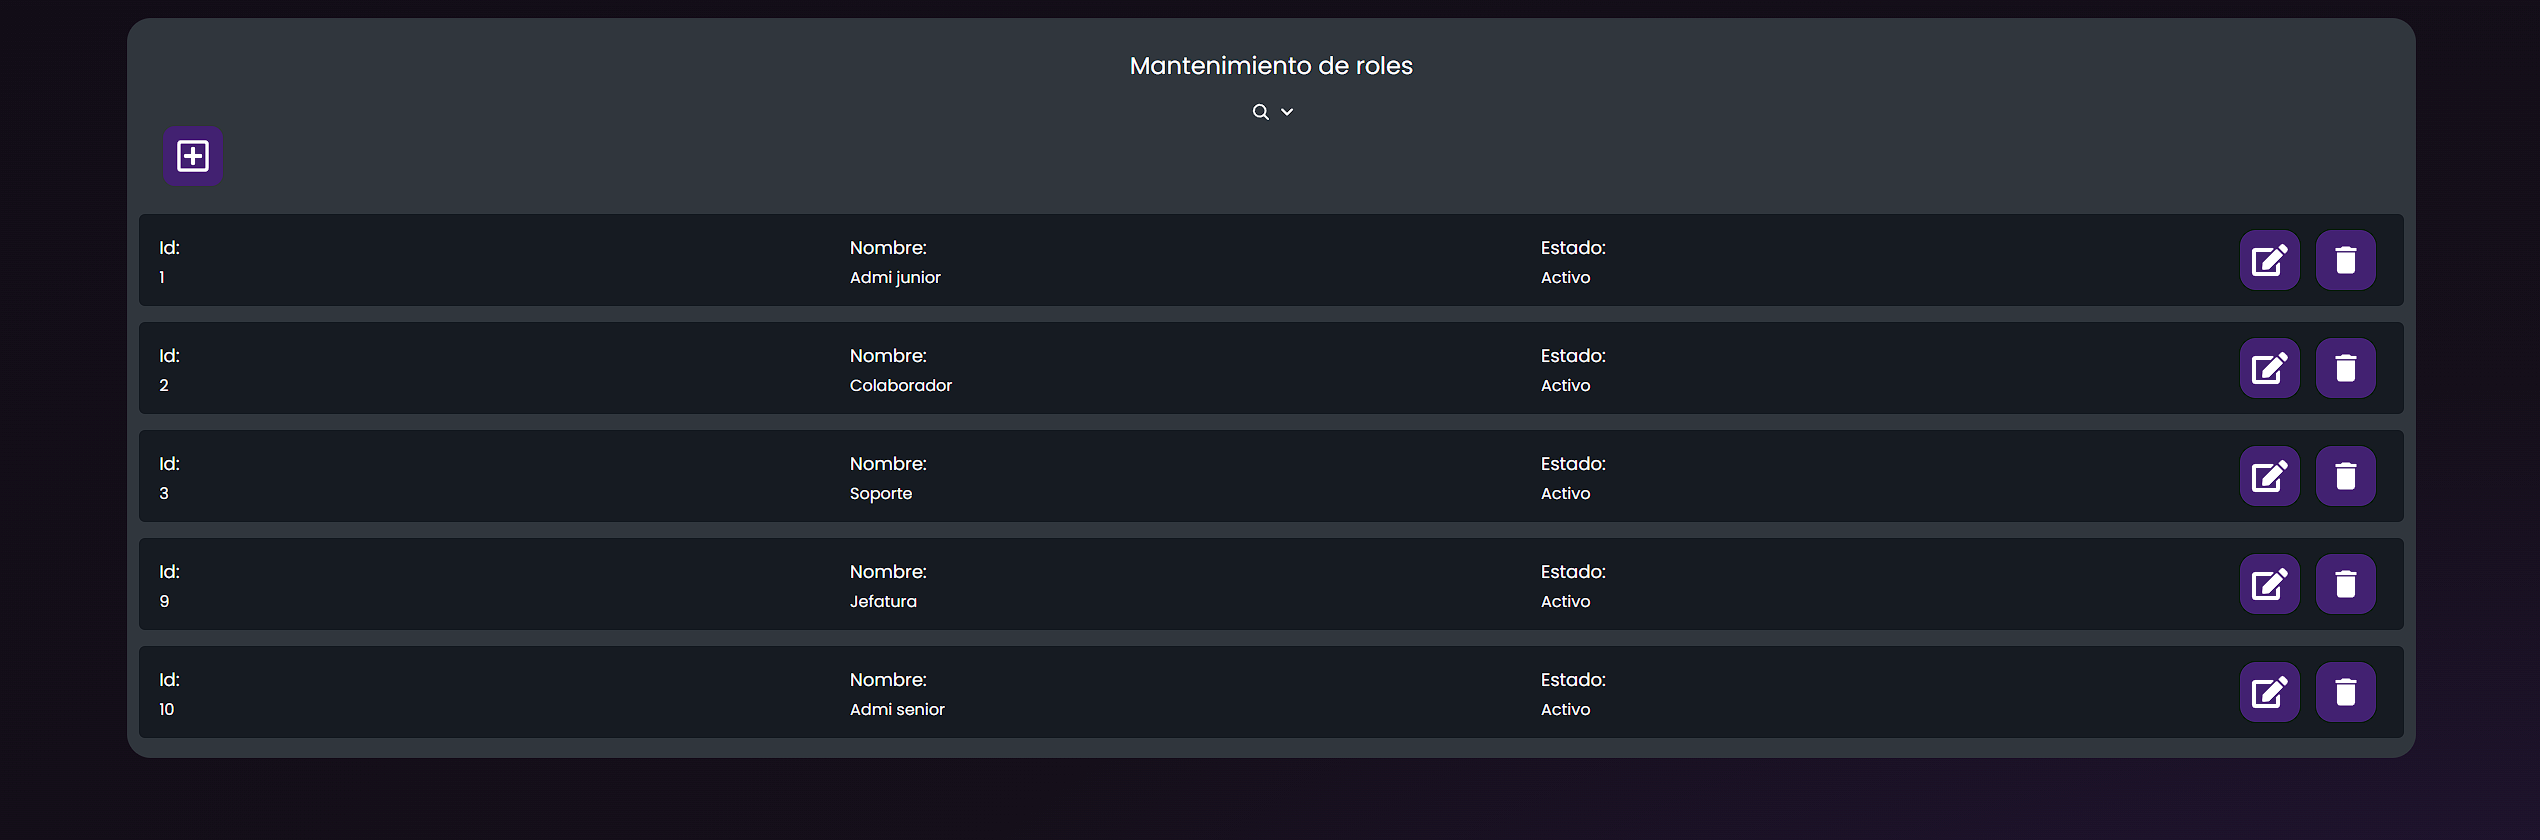 Mantenimiento de roles
Id: Nombre: Estado:
1 Admi junior Activo
Id: Nombre: Estado:
2 Colaborador Activo
Id: Nombre: Estado:
3 Soporte Activo
Id: Nombre: Estado:
9 Jefatura Activo
Id: Nombre: Estado:
10 Admi senior Activo